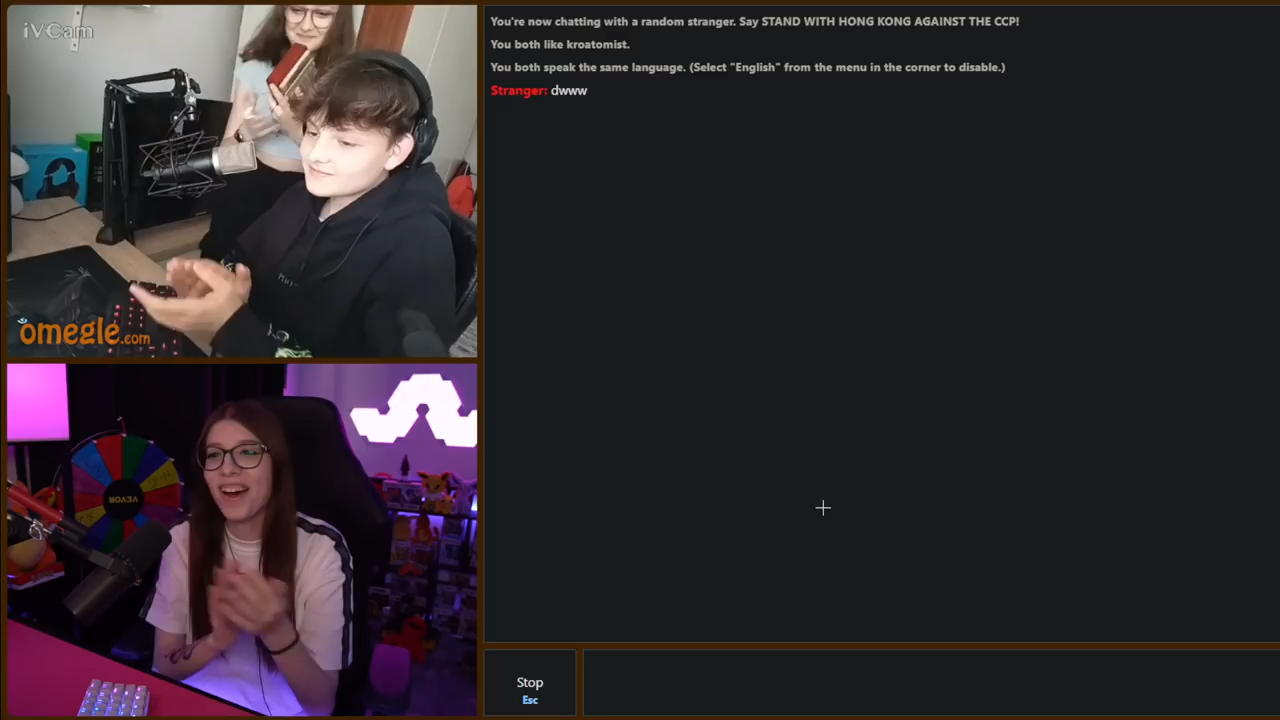 iVCam
omegle.com
VEVOR
You're now chatting with a random stranger. Say STAND WITH HONG KONG AGAINST THE CCP!
You both like kroatomist.
You both speak the same language. (Select "English" from the menu in the corner to disable.)
Stranger: dwww
Stop
Esc